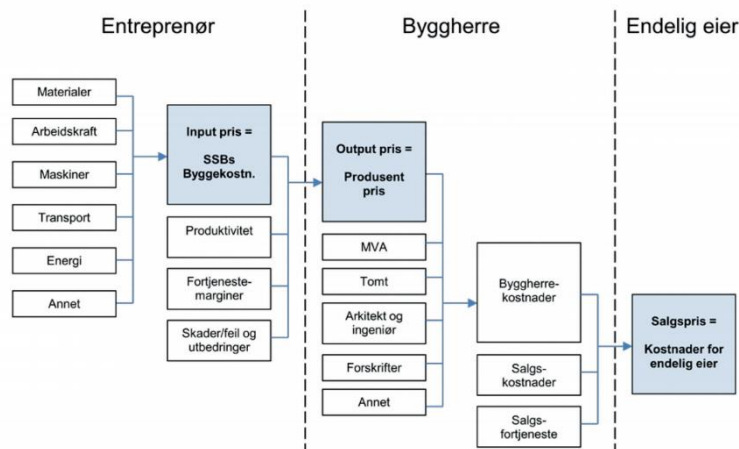 Entreprenør
Byggherre
Endelig eier
Materialer
Arbeidskraft
Maskiner
Transport
Energi
Annet
Input pris =
SSBs
Byggekostn.
Produktivitet
Fortjeneste-
marginer
Skader/feil og
utbedringer
Output pris =
Produsent
pris
MVA
Tomt
Arkitekt og
ingeniør
Forskrifter
Annet
Byggherre-
kostnader
Salgs-
kostnader
Salgs-
fortjeneste
Salgspris =
Kostnader for
endelig eier